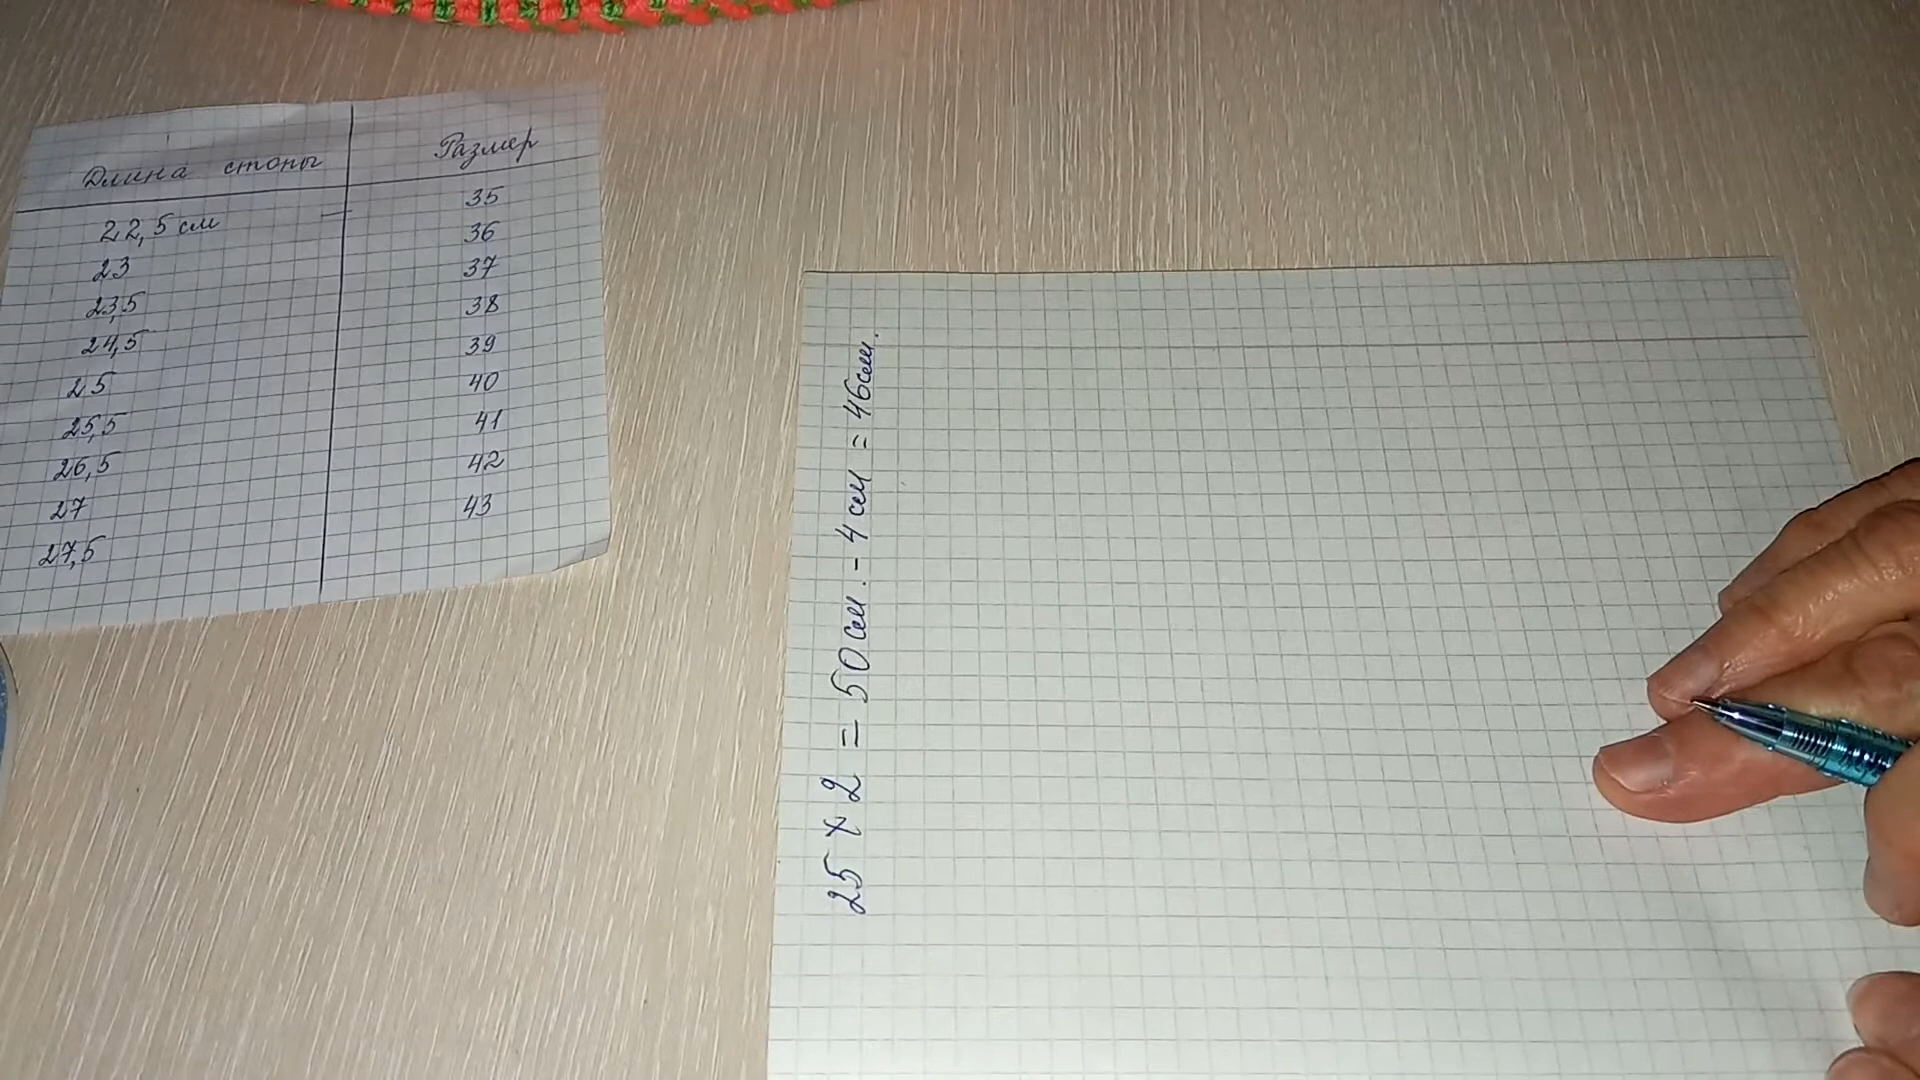 Длина стопы Размер
22,5 см — 35
23 36
23,5 37
24,5 38
25 39
25,5 40
26,5 41
27 42
27,5 43
25 х 2 = 50 см. - 4 см = 46 см.